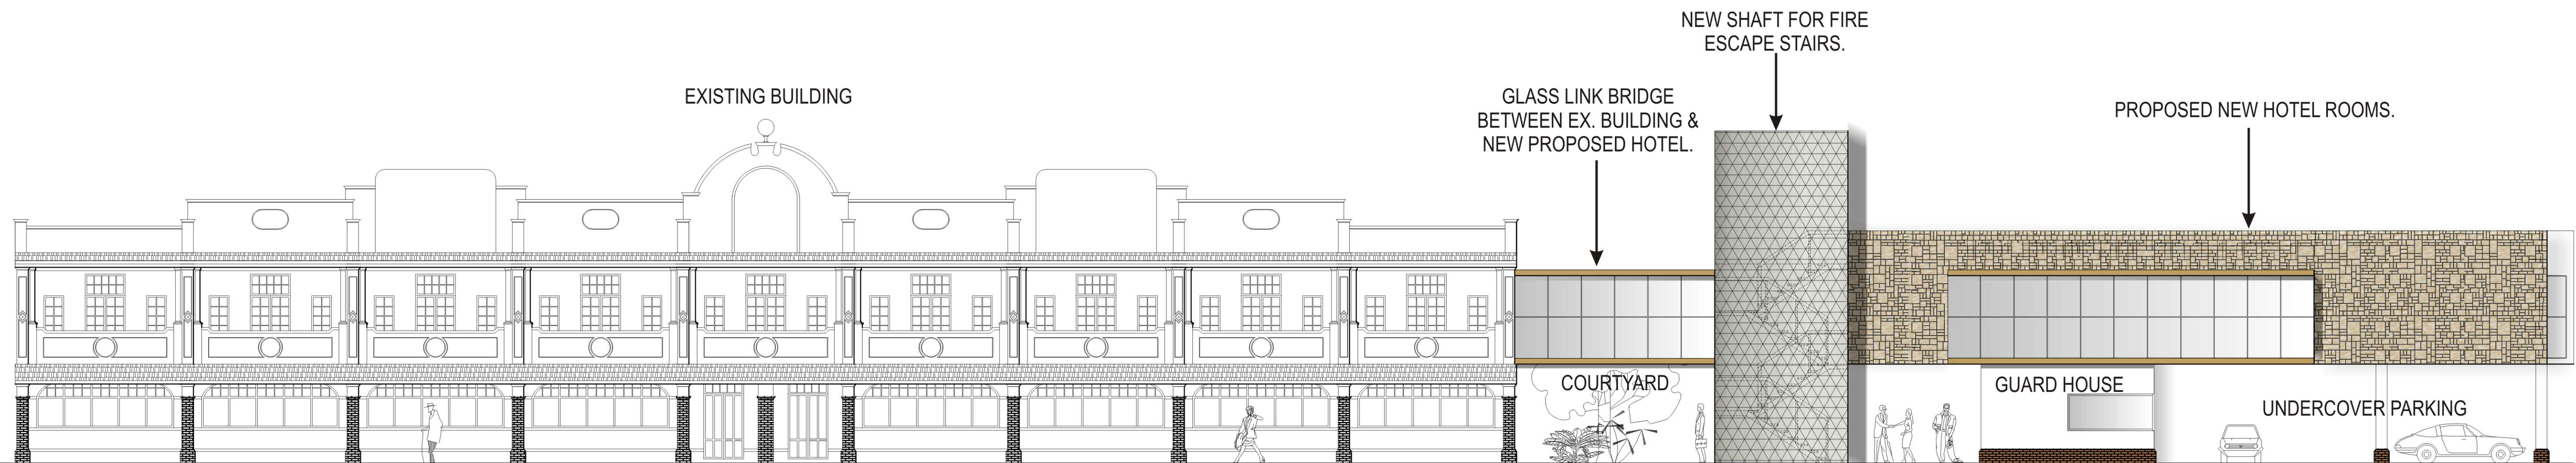 EXISTING BUILDING
GLASS LINK BRIDGE
BETWEEN EX. BUILDING &
NEW PROPOSED HOTEL.
NEW SHAFT FOR FIRE
ESCAPE STAIRS.
PROPOSED NEW HOTEL ROOMS.
COURTYARD
GUARD HOUSE
UNDERCOVER PARKING